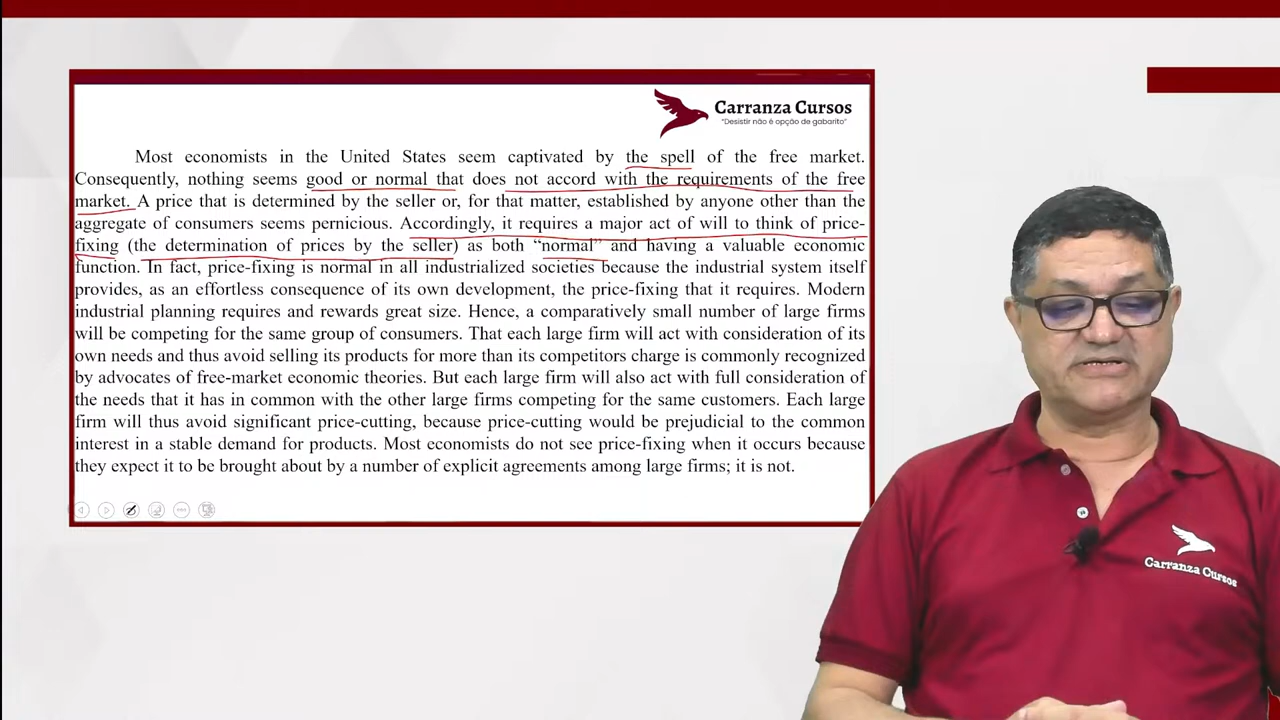 Carranza Cursos
"Desistir não é opção de gabarito"
Most economists in the United States seem captivated by the spell of the free market.
Consequently, nothing seems good or normal that does not accord with the requirements of the free
market. A price that is determined by the seller or, for that matter, established by anyone other than the
aggregate of consumers seems pernicious. Accordingly, it requires a major act of will to think of price-
fixing (the determination of prices by the seller) as both “normal” and having a valuable economic
function. In fact, price-fixing is normal in all industrialized societies because the industrial system itself
provides, as an effortless consequence of its own development, the price-fixing that it requires. Modern
industrial planning requires and rewards great size. Hence, a comparatively small number of large firms
will be competing for the same group of consumers. That each large firm will act with consideration of its
own needs and thus avoid selling its products for more than its competitors charge is commonly recognized
by advocates of free-market economic theories. But each large firm will also act with full consideration of
the needs that it has in common with the other large firms competing for the same customers. Each large
firm will thus avoid significant price-cutting, because price-cutting would be prejudicial to the common
interest in a stable demand for products. Most economists do not see price-fixing when it occurs because
they expect it to be brought about by a number of explicit agreements among large firms; it is not.
Carranza Cursos